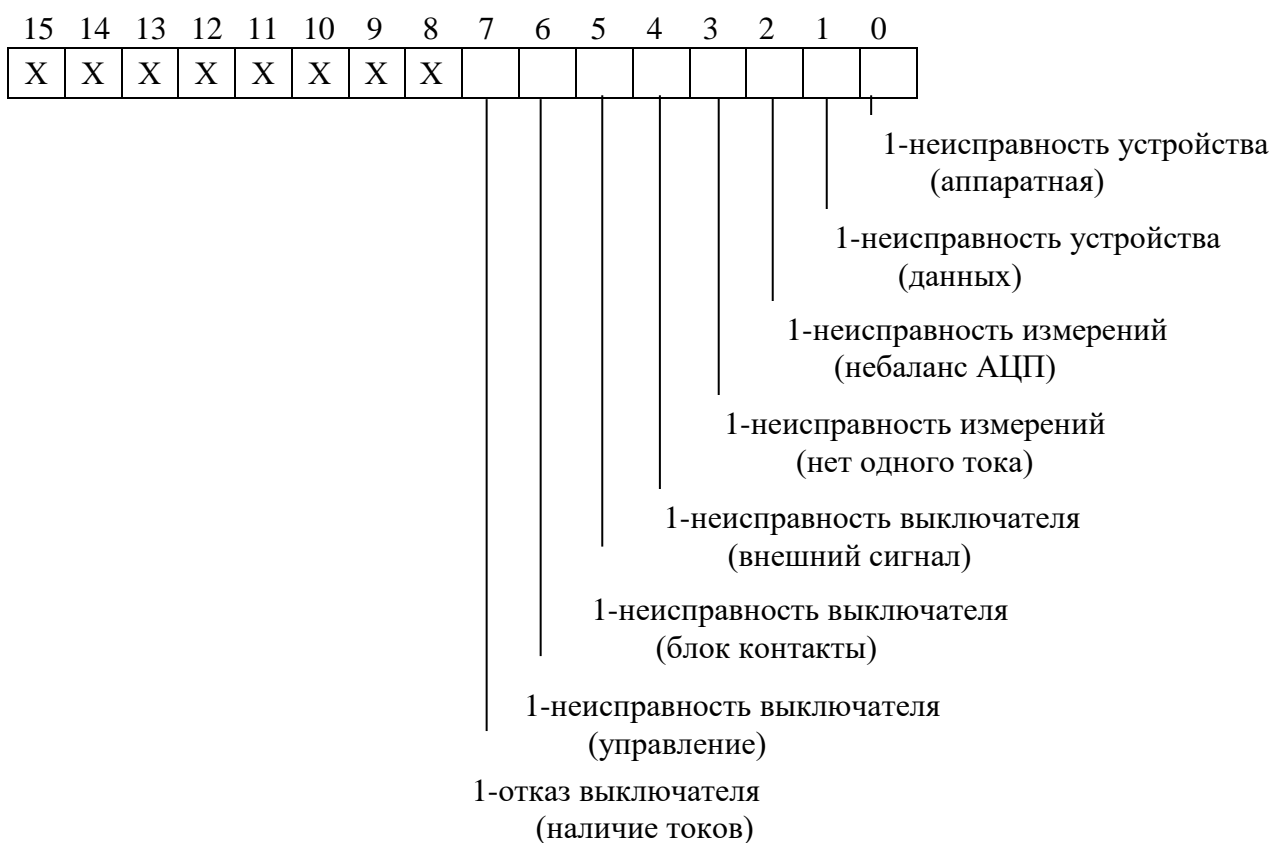 15 14 13 12 11 10 9 8 7 6 5 4 3 2 1 0
X X X X X X X X
1-неисправность устройства
(аппаратная)
1-неисправность устройства
(данных)
1-неисправность измерений
(небаланс АЦП)
1-неисправность измерений
(нет одного тока)
1-неисправность выключателя
(внешний сигнал)
1-неисправность выключателя
(блок контакты)
1-неисправность выключателя
(управление)
1-отказ выключателя
(наличие токов)